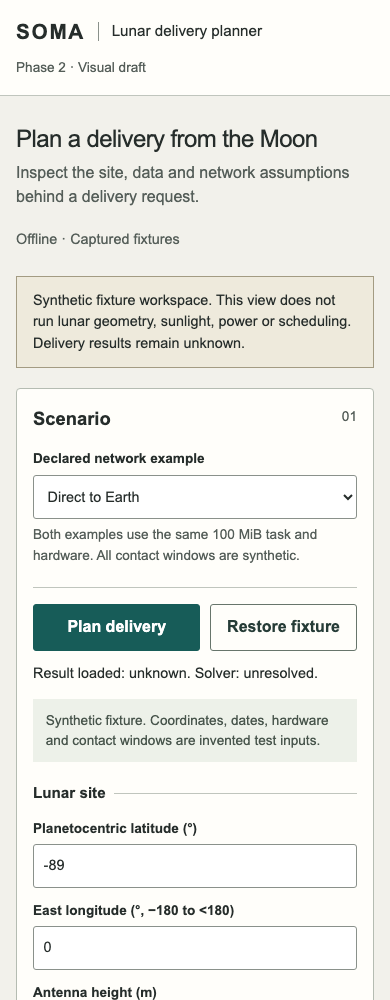 SOMA
Lunar delivery planner
Phase 2 · Visual draft
Plan a delivery from the Moon
Inspect the site, data and network assumptions
behind a delivery request.
Offline · Captured fixtures
Synthetic fixture workspace. This view does not
run lunar geometry, sunlight, power or scheduling.
Delivery results remain unknown.
Scenario
01
Declared network example
Direct to Earth
Both examples use the same 100 MiB task and
hardware. All contact windows are synthetic.
Plan delivery
Restore fixture
Result loaded: unknown. Solver: unresolved.
Synthetic fixture. Coordinates, dates, hardware
and contact windows are invented test inputs.
Lunar site
Planetocentric latitude (°)
-89
East longitude (°, −180 to <180)
0
Antenna height (m)